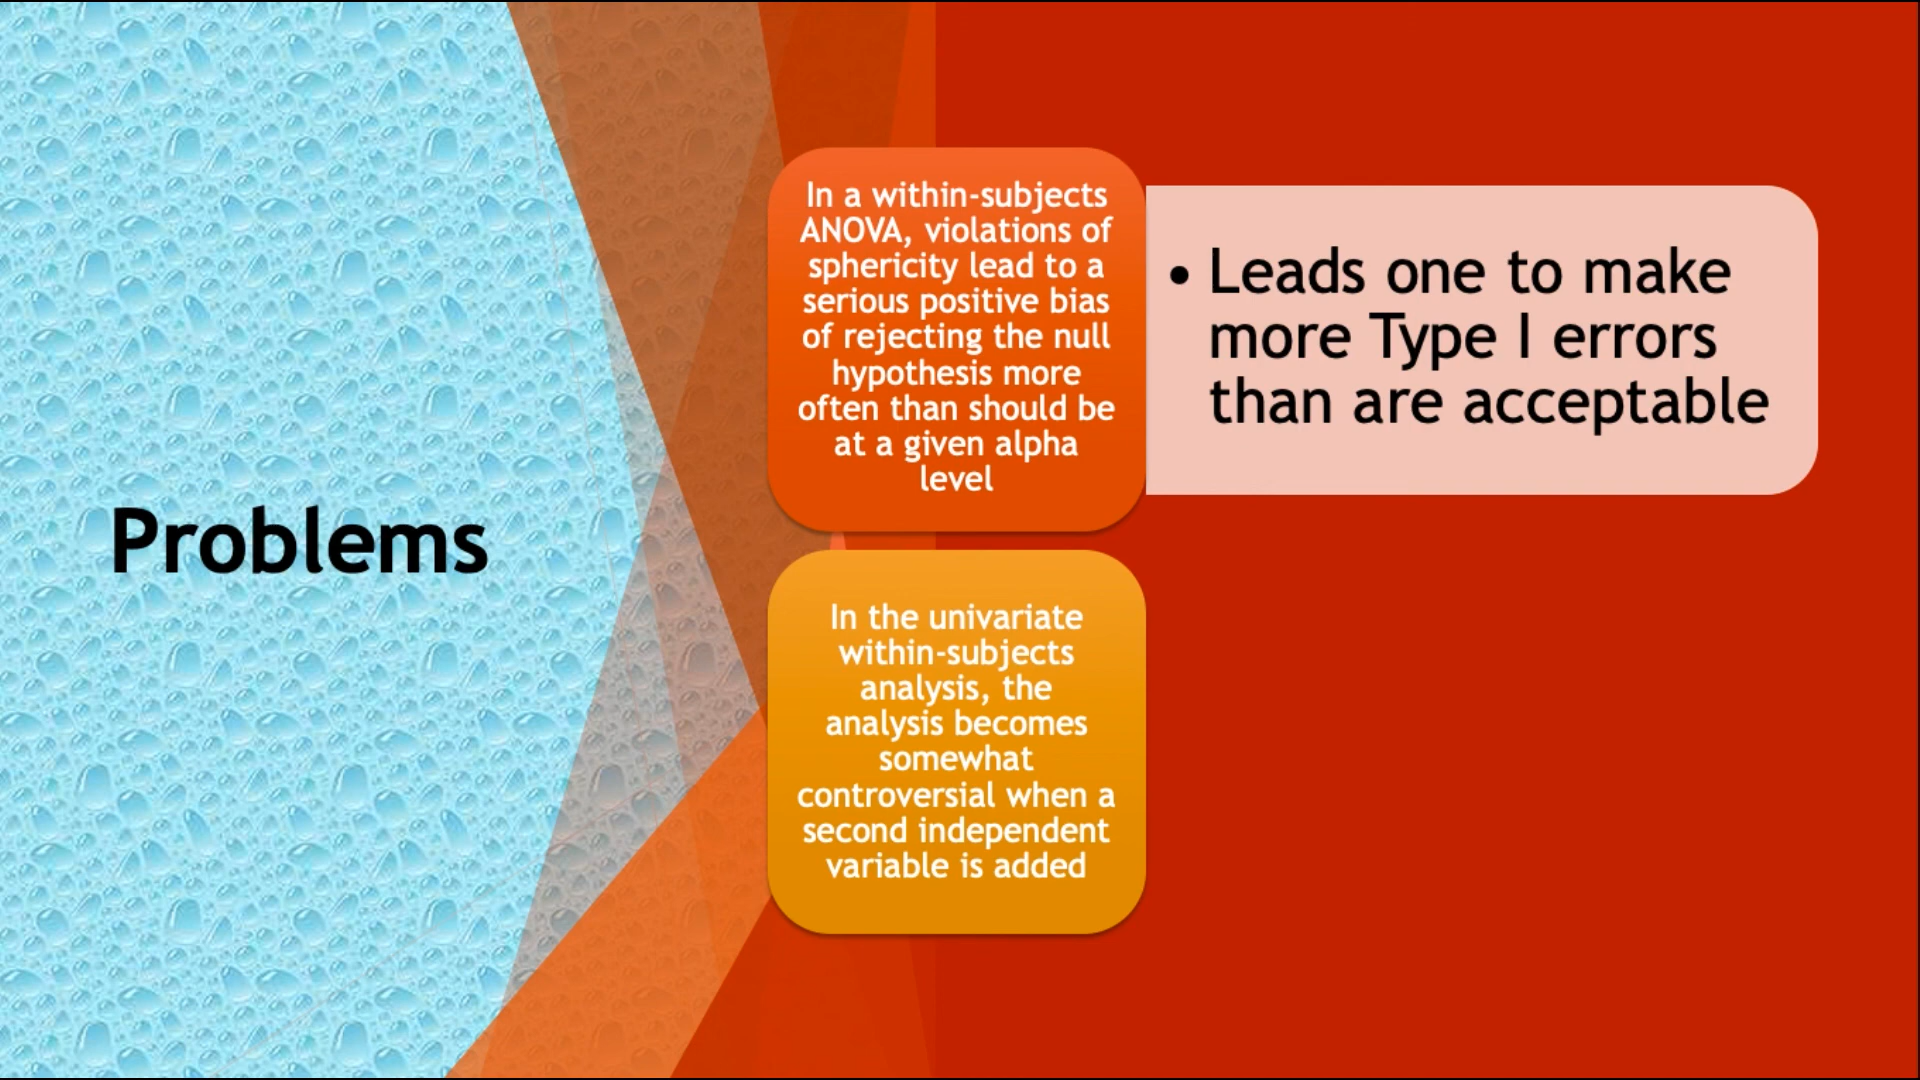 Problems
In a within-subjects
ANOVA, violations of
sphericity lead to a
serious positive bias
of rejecting the null
hypothesis more
often than should be
at a given alpha
level
• Leads one to make
more Type I errors
than are acceptable
In the univariate
within-subjects
analysis, the
analysis becomes
somewhat
controversial when a
second independent
variable is added